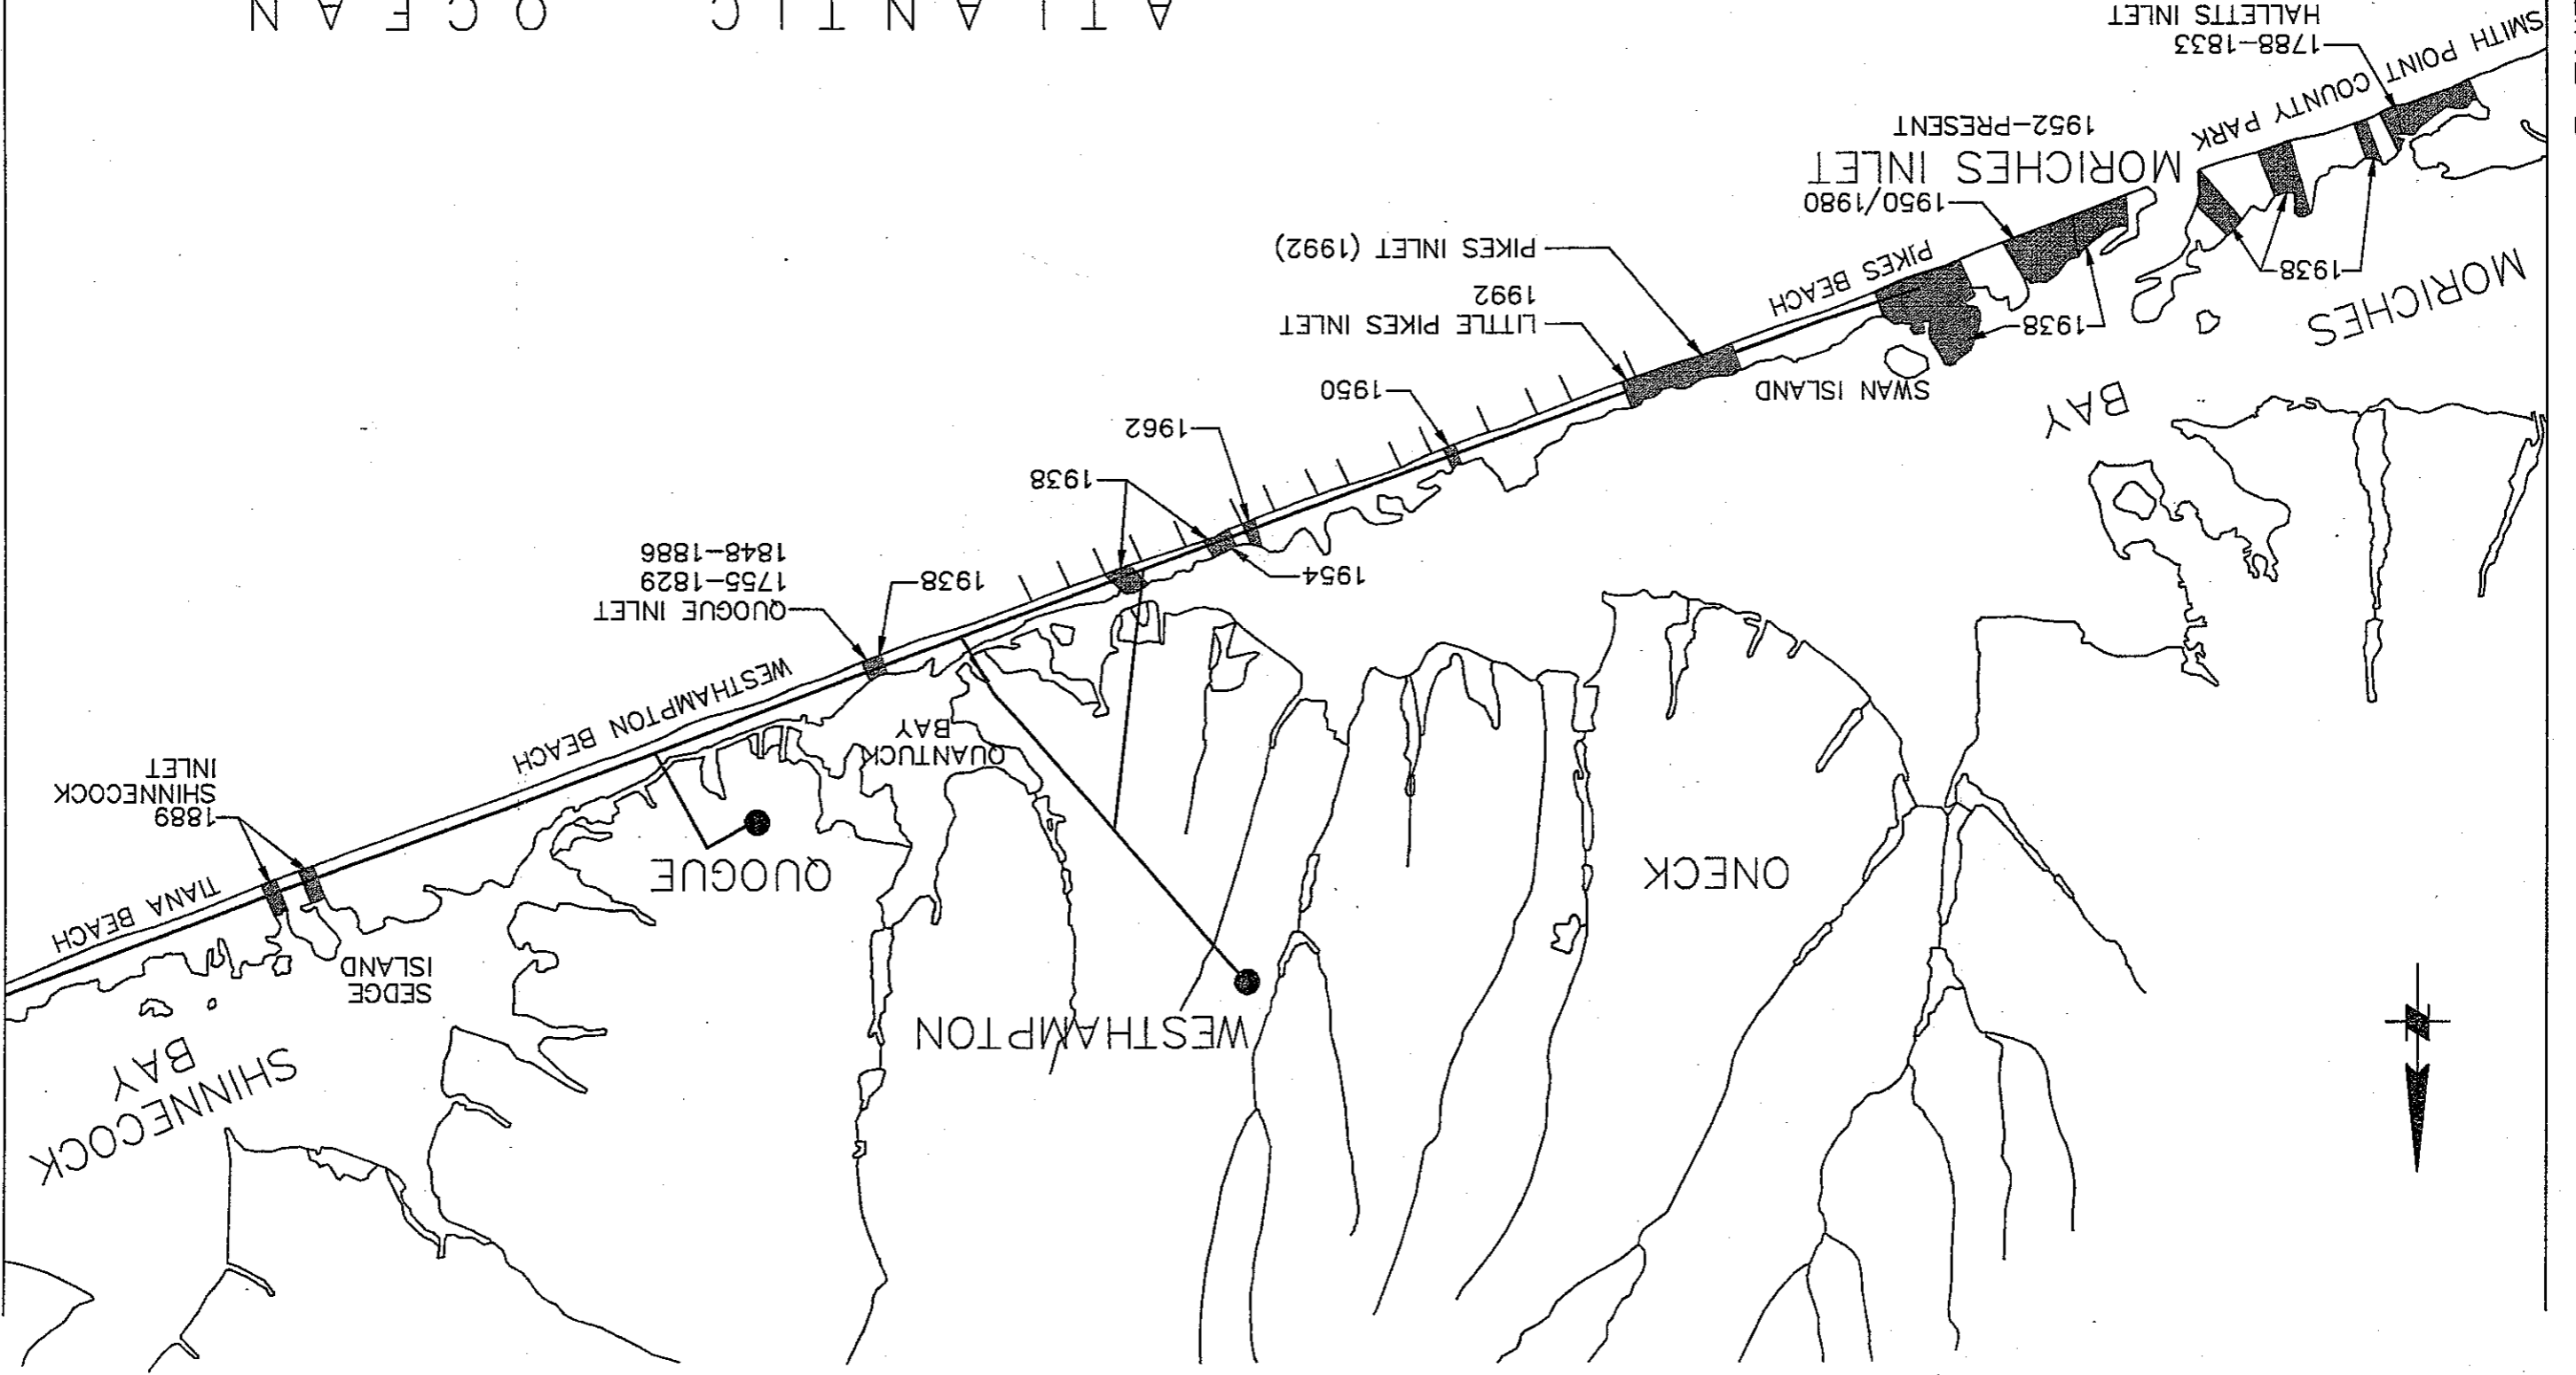 SHINNECOCK
BAY
WESTHAMPTON
SEDGE
ISLAND
ONECK
QUOGUE
TIANA BEACH
1889
SHINNECOCK
INLET
QUANTUCK
BAY
WESTHAMPTON BEACH
QUOGUE INLET
1755-1829
1848-1886
1938
1954
1938
1962
MORICHES
BAY
1950
SWAN ISLAND
LITTLE PIKES INLET
1992
PIKES INLET (1992)
1938
PIKES BEACH
1938
1950/1980
MORICHES INLET
1952-PRESENT
SMITH POINT COUNTY PARK
1788-1833
HALLETTS INLET
ATLANTIC OCEAN